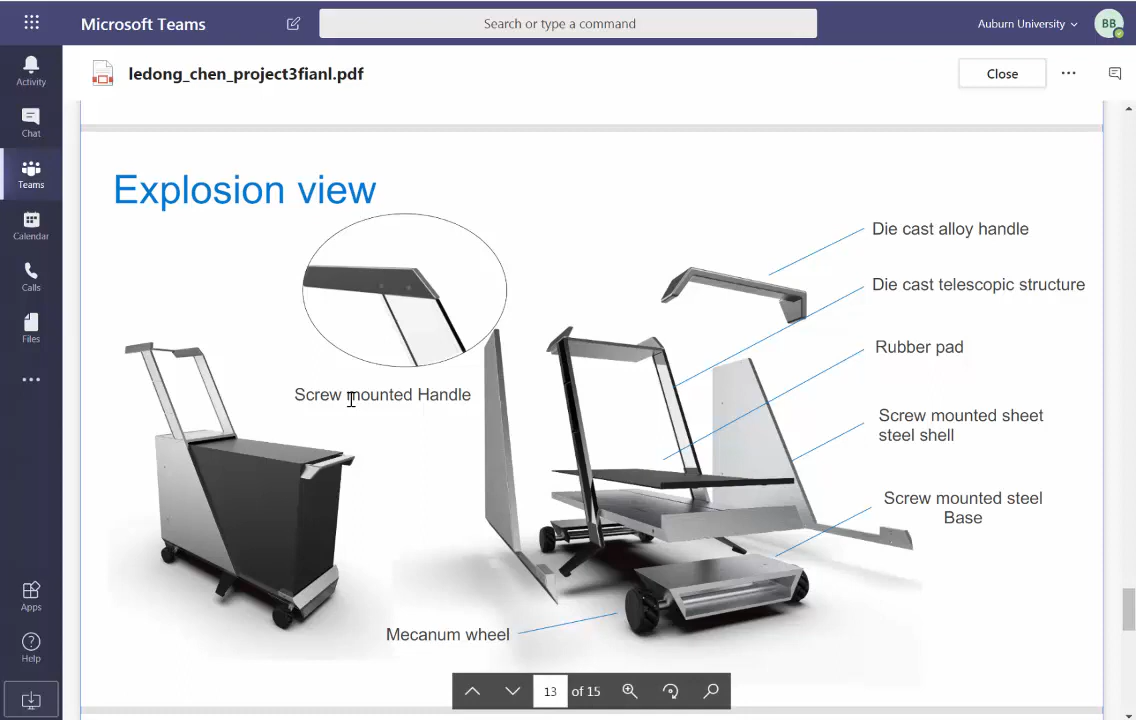 Microsoft Teams
Search or type a command
Auburn University
BB
Activity
Chat
Teams
Calendar
Calls
Files
Apps
Help
ledong_chen_project3fianl.pdf
Close
Explosion view
Die cast alloy handle
Die cast telescopic structure
Rubber pad
Screw mounted Handle
Screw mounted sheet
steel shell
Screw mounted steel
Base
Mecanum wheel
13 of 15